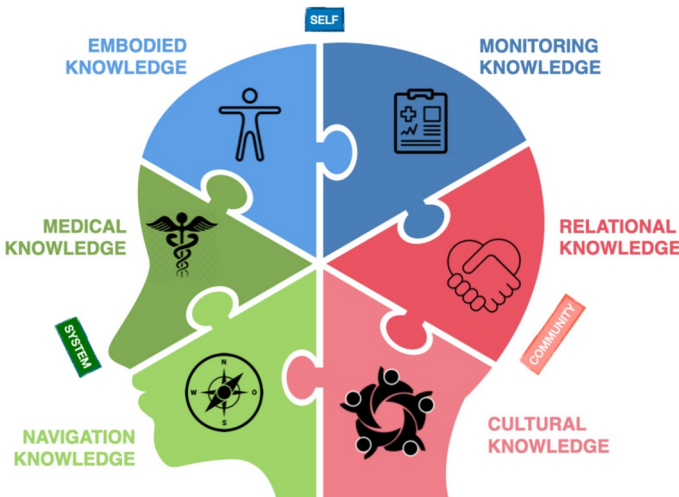 SELF
EMBODIED
KNOWLEDGE
MONITORING
KNOWLEDGE
MEDICAL
KNOWLEDGE
RELATIONAL
KNOWLEDGE
SYSTEM
COMMUNITY
N
W O
S
NAVIGATION
KNOWLEDGE
CULTURAL
KNOWLEDGE